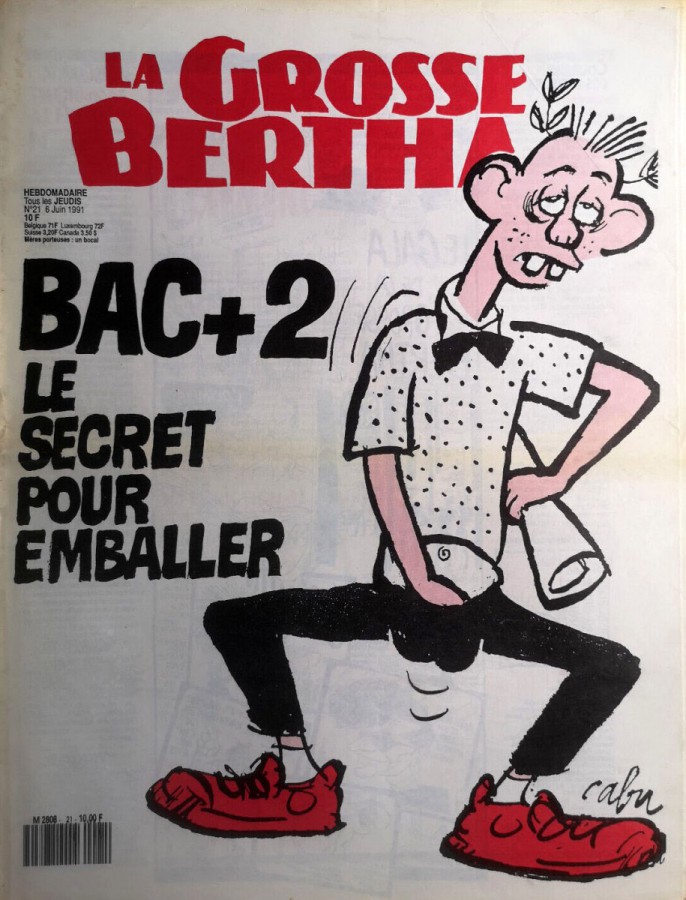 LA GROSSE
BERTHA
HEBDOMADAIRE
Tous les JEUDIS
N°21 6 Juin 1991
10 F
Belgique 71F Luxembourg 72F
Suisse 3,20F Canada 3,50 $
Mères porteuses : un bocal
BAC+2
LE
SECRET
POUR
EMBALLER
cabu
M 2808 - 21 - 10,00 F